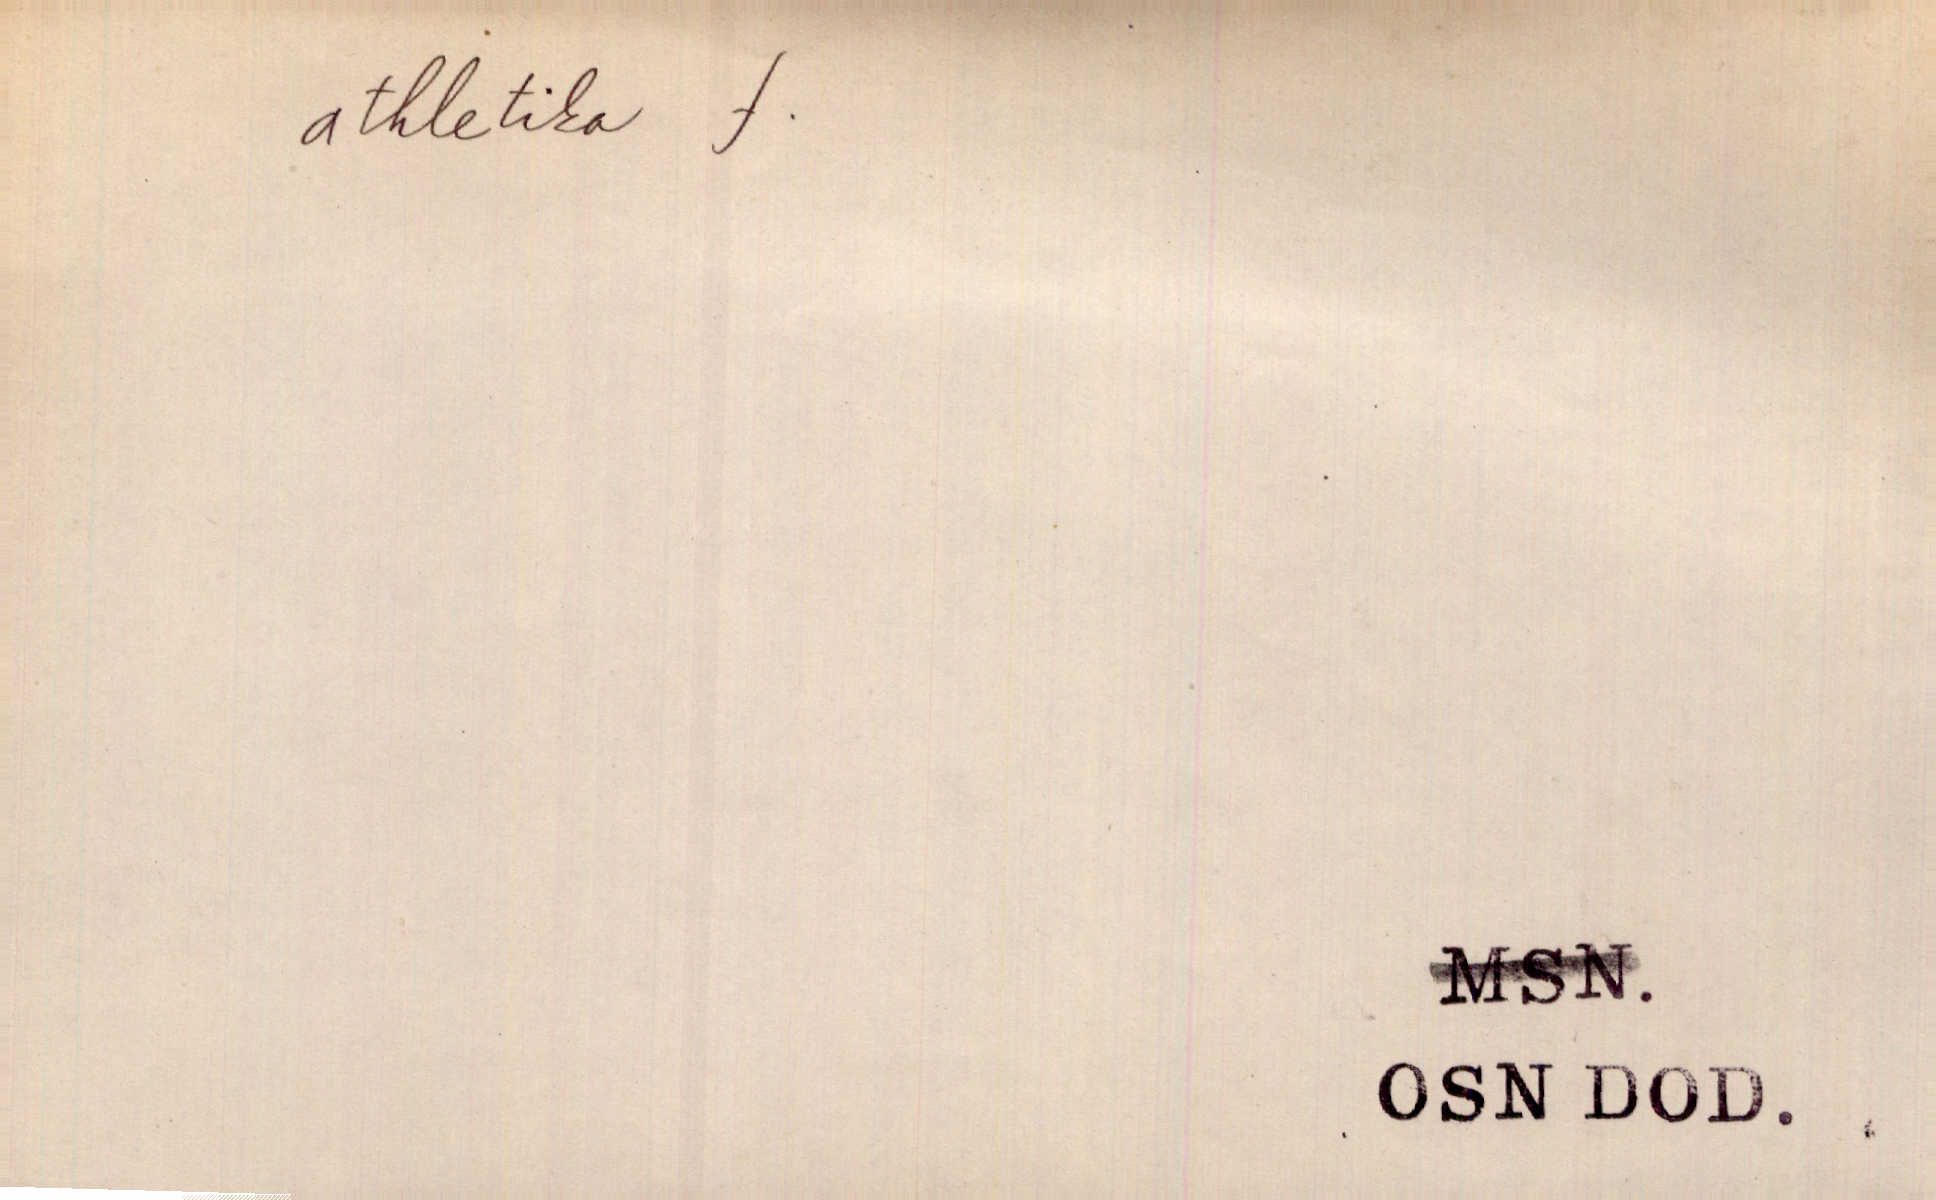 athletika f.
MSN.
OSN DOD.